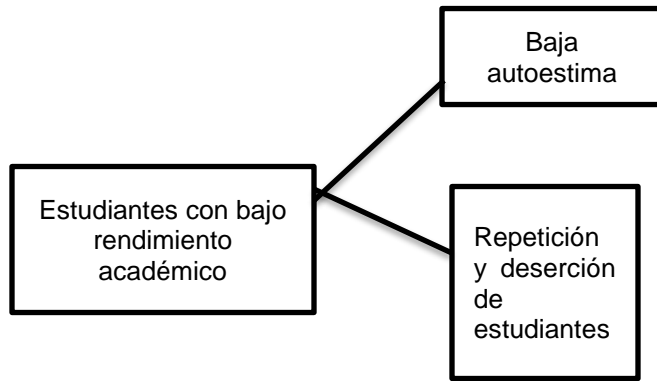 Baja
autoestima
Estudiantes con bajo
rendimiento
académico
Repetición
y deserción
de
estudiantes